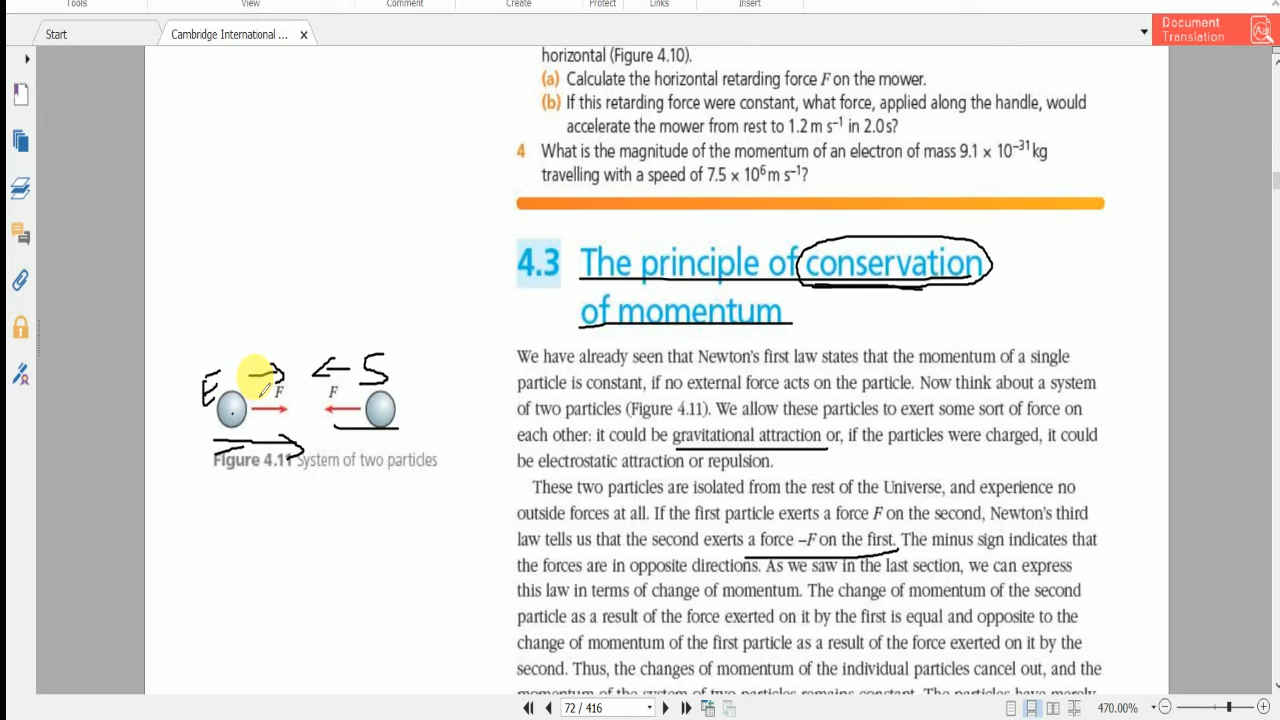 Tools View Comment Create Protect Links Insert
Start Cambridge International ... x
Document
Translation
horizontal (Figure 4.10).
(a) Calculate the horizontal retarding force F on the mower.
(b) If this retarding force were constant, what force, applied along the handle, would
accelerate the mower from rest to 1.2 m s⁻¹ in 2.0 s?
4 What is the magnitude of the momentum of an electron of mass 9.1 × 10⁻³¹ kg
travelling with a speed of 7.5 × 10⁶ m s⁻¹?
4.3 The principle of conservation
of momentum
E S
F F
Figure 4.11 System of two particles
We have already seen that Newton's first law states that the momentum of a single
particle is constant, if no external force acts on the particle. Now think about a system
of two particles (Figure 4.11). We allow these particles to exert some sort of force on
each other: it could be gravitational attraction or, if the particles were charged, it could
be electrostatic attraction or repulsion.
These two particles are isolated from the rest of the Universe, and experience no
outside forces at all. If the first particle exerts a force F on the second, Newton's third
law tells us that the second exerts a force –F on the first. The minus sign indicates that
the forces are in opposite directions. As we saw in the last section, we can express
this law in terms of change of momentum. The change of momentum of the second
particle as a result of the force exerted on it by the first is equal and opposite to the
change of momentum of the first particle as a result of the force exerted on it by the
second. Thus, the changes of momentum of the individual particles cancel out, and the
momentum of the system of two particles remains constant. The particles have merely
72 / 416
470.00%